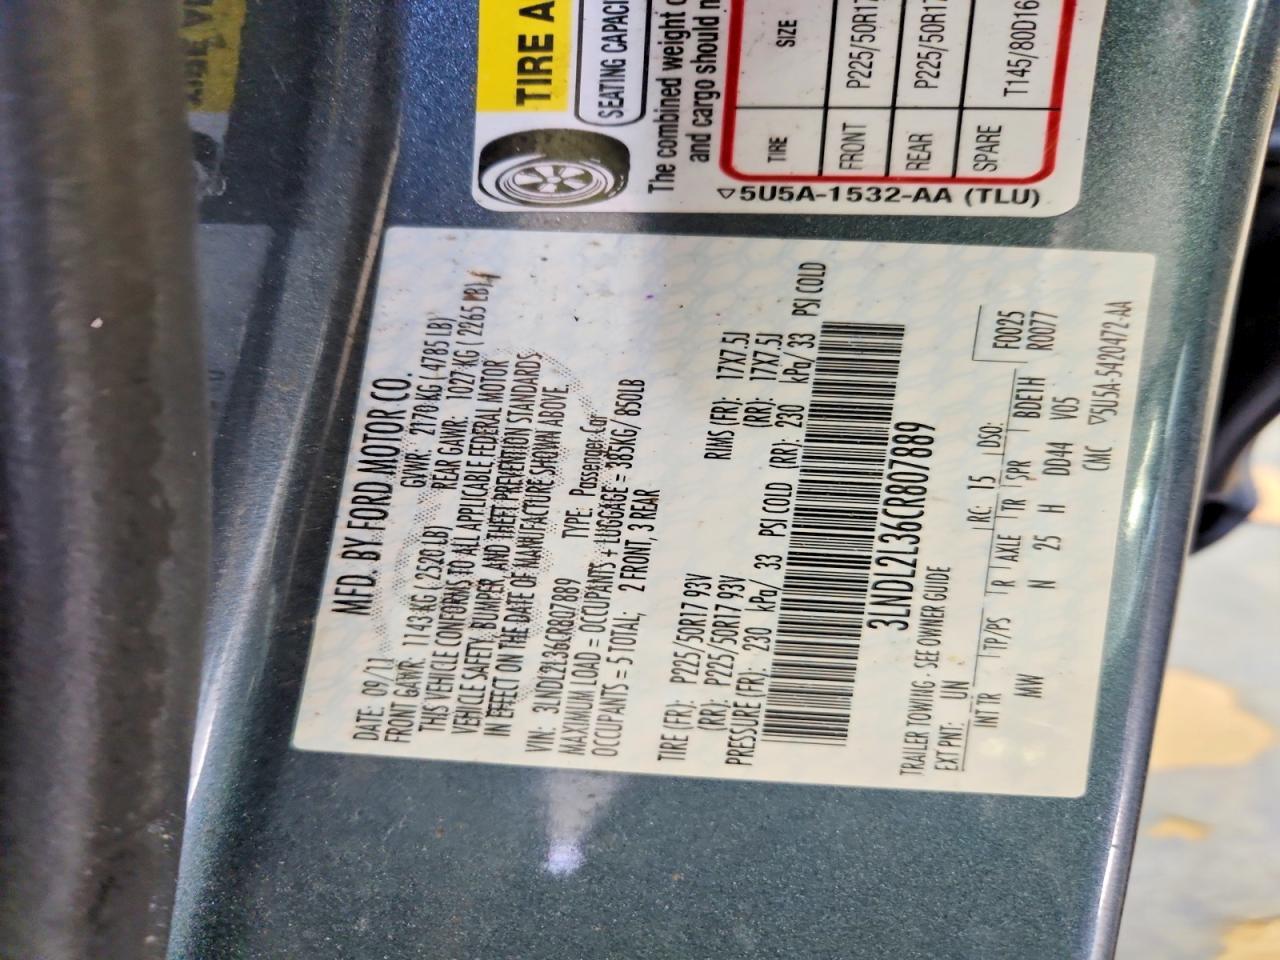 TIRE A
SEATING CAPACI
The combined weight o
and cargo should n
TIRE SIZE
FRONT P225/50R17
REAR P225/50R17
SPARE T145/80D16
5U5A-1532-AA (TLU)
MFD. BY FORD MOTOR CO.
DATE: 09/11 GVWR: 2170 KG ( 4785 LB)
FRONT GAWR: 1143 KG ( 2520 LB) REAR GAWR: 1027 KG ( 2265 LB)
THIS VEHICLE CONFORMS TO ALL APPLICABLE FEDERAL MOTOR
VEHICLE SAFETY, BUMPER, AND THEFT PREVENTION STANDARDS
IN EFFECT ON THE DATE OF MANUFACTURE SHOWN ABOVE.
VIN: 3LNDL2L36CR807889 TYPE: Passenger Car
MAXIMUM LOAD = OCCUPANTS + LUGGAGE = 385KG/ 850LB
OCCUPANTS = 5 TOTAL; 2 FRONT, 3 REAR
TIRE (FR): P225/50R17 93V RIMS (FR): 17X7.5J
(RR): P225/50R17 93V (RR): 17X7.5J
PRESSURE (FR): 230 kPa/ 33 PSI COLD (RR): 230 kPa/ 33 PSI COLD
3LNDL2L36CR807889
TRAILER TOWING - SEE OWNER GUIDE
EXT PNT: UN RC: 15 DSO: F0025
INT TR TP/PS R AXLE TR SPR BDEIH R0077
MW N 25 H DD44 V05
CMC 5U5A-5420472-AA